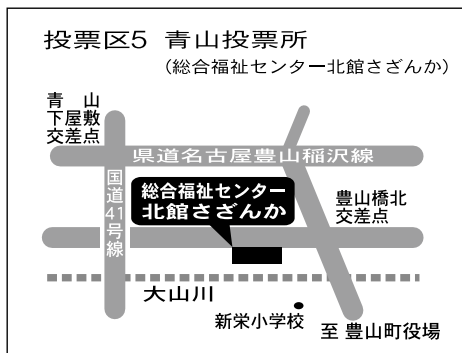 投票区5 青山投票所
(総合福祉センター北館さざんか)
青山
下屋敷
交差点
県道名古屋豊山稲沢線
国道41号線
総合福祉センター
北館さざんか
豊山橋北
交差点
大山川
新栄小学校
至 豊山町役場